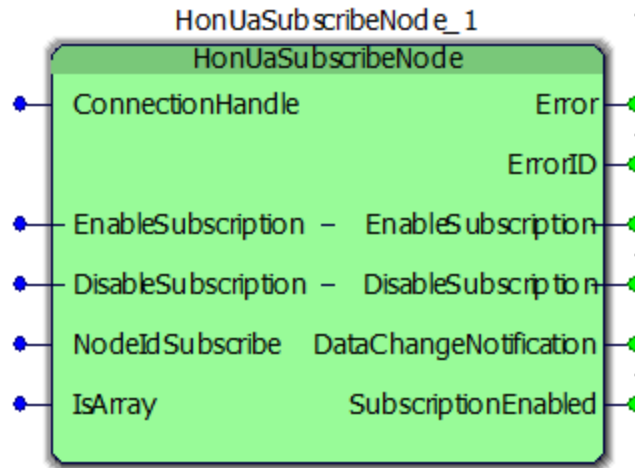 HonUaSubscribeNode_1
HonUaSubscribeNode
ConnectionHandle Error
ErrorID
EnableSubscription – EnableSubscription
DisableSubscription – DisableSubscription
NodeIdSubscribe DataChangeNotification
IsArray SubscriptionEnabled